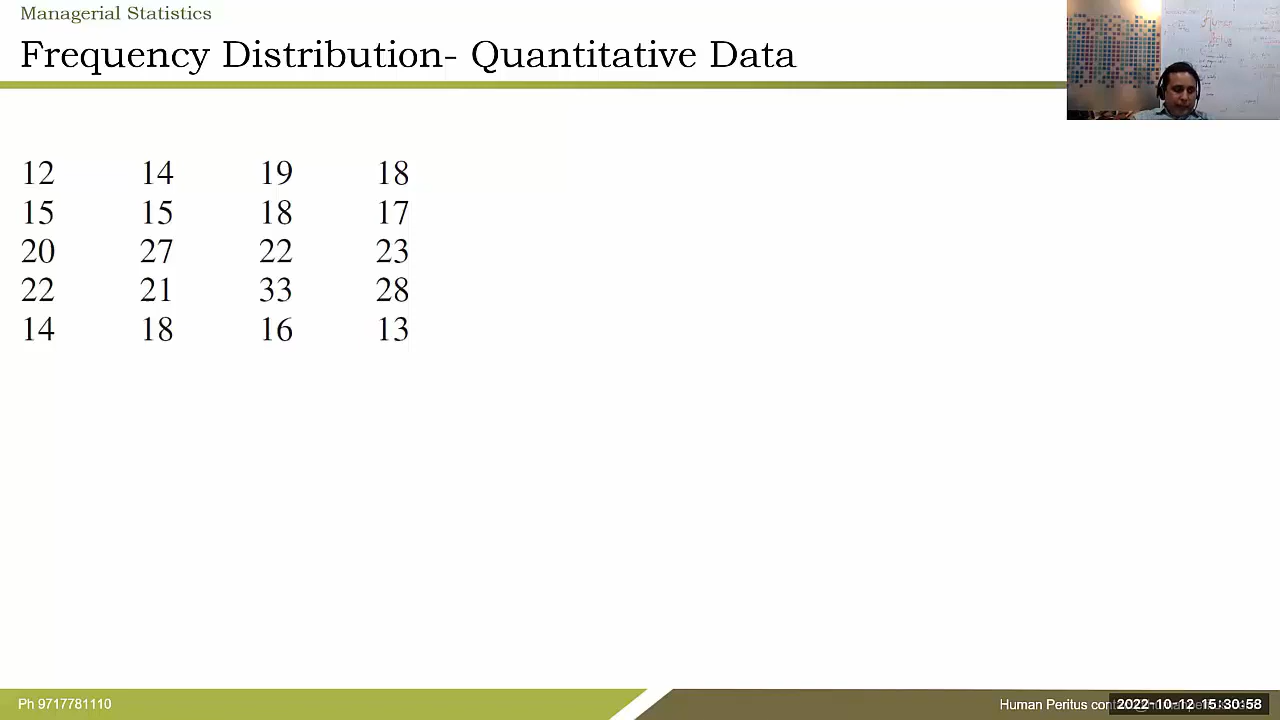 Managerial Statistics
Frequency Distribution- Quantitative Data
12 14 19 18
15 15 18 17
20 27 22 23
22 21 33 28
14 18 16 13
Ph 9717781110
Human Peritus
2022-10-12 15:30:58